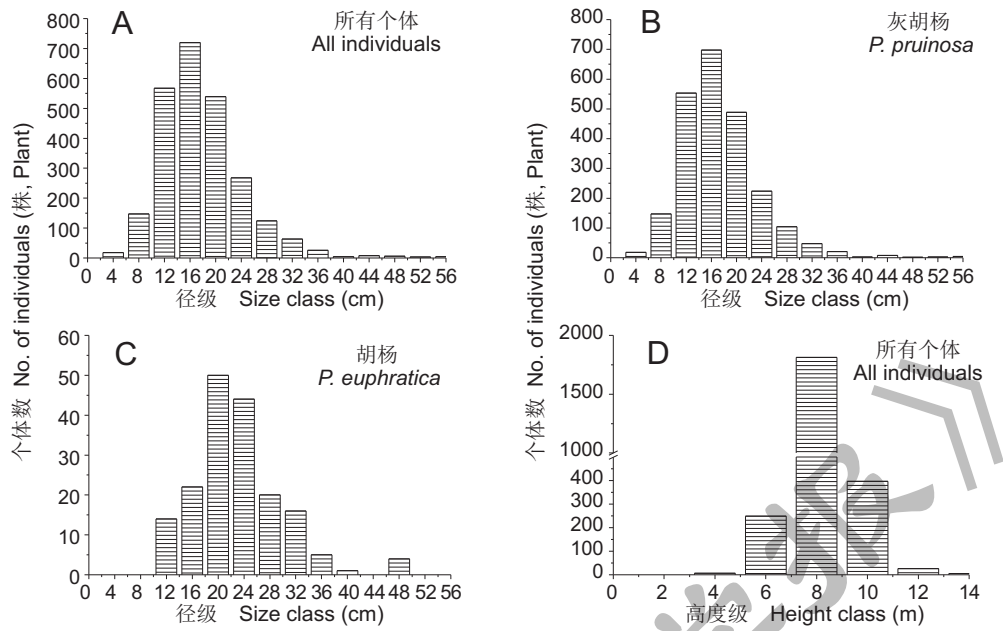 A
所有个体
All individuals
800
700
600
500
400
300
200
100
0
0 4 8 12 16 20 24 28 32 36 40 44 48 52 56
径级 Size class (cm)
B
灰胡杨
P. pruinosa
800
700
600
500
400
300
200
100
0
0 4 8 12 16 20 24 28 32 36 40 44 48 52 56
径级 Size class (cm)
个体数 No. of individuals (株, Plant)
C
胡杨
P. euphratica
60
50
40
30
20
10
0
0 4 8 12 16 20 24 28 32 36 40 44 48 52 56
径级 Size class (cm)
个体数 No. of individuals (株, Plant)
D
所有个体
All individuals
2000
1750
1000
400
300
200
100
0
0 2 4 6 8 10 12 14
高度级 Height class (m)
报》